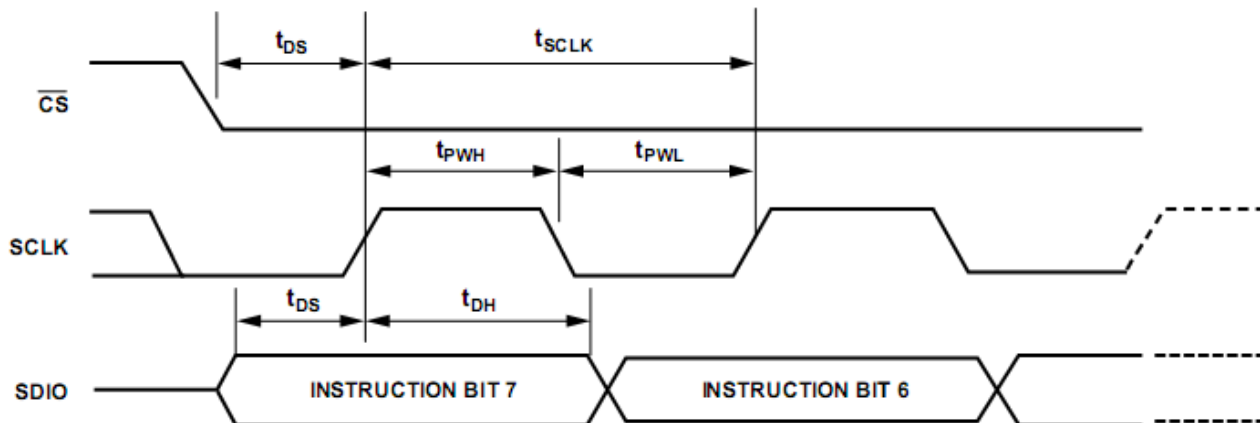 tDS
tSCLK
CS
tPWH
tPWL
SCLK
tDS
tDH
SDIO
INSTRUCTION BIT 7
INSTRUCTION BIT 6